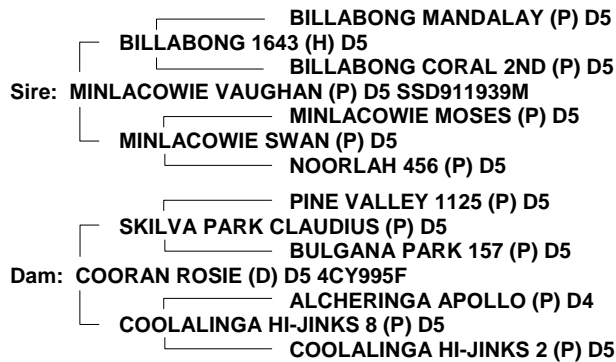 BILLABONG MANDALAY (P) D5
BILLABONG 1643 (H) D5
BILLABONG CORAL 2ND (P) D5
Sire: MINLACOWIE VAUGHAN (P) D5 SSD911939M
MINLACOWIE MOSES (P) D5
MINLACOWIE SWAN (P) D5
NOORLAH 456 (P) D5
PINE VALLEY 1125 (P) D5
SKILVA PARK CLAUDIUS (P) D5
BULGANA PARK 157 (P) D5
Dam: COORAN ROSIE (D) D5 4CY995F
ALCHERINGA APOLLO (P) D4
COOLALINGA HI-JINKS 8 (P) D5
COOLALINGA HI-JINKS 2 (P) D5